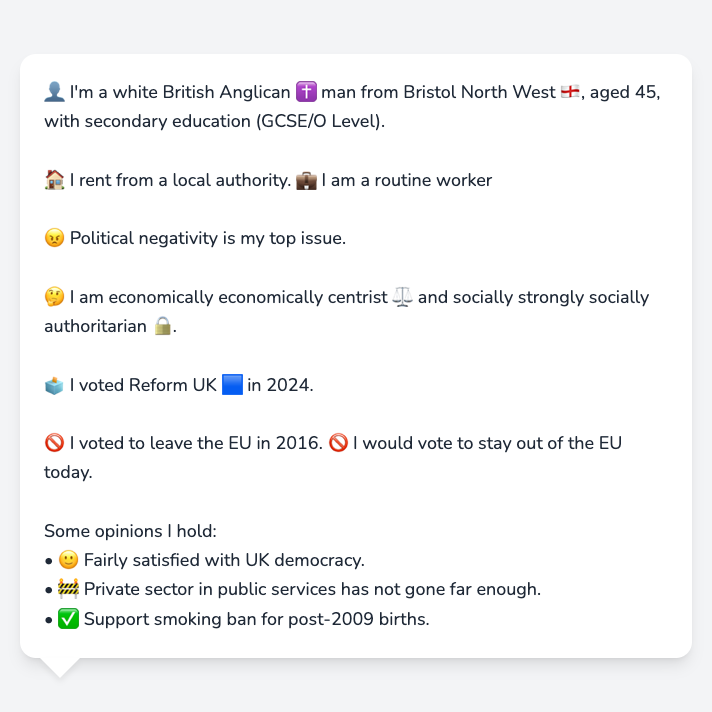 👤 I'm a white British Anglican ✝️ man from Bristol North West 🏴󠁧󠁢󠁥󠁮󠁧󠁿, aged 45,
with secondary education (GCSE/O Level).
🏠 I rent from a local authority. 💼 I am a routine worker
😠 Political negativity is my top issue.
🤔 I am economically economically centrist ⚖️ and socially strongly socially
authoritarian 🔒.
🗳️ I voted Reform UK 🟦 in 2024.
🚫 I voted to leave the EU in 2016. 🚫 I would vote to stay out of the EU
today.
Some opinions I hold:
• 🙂 Fairly satisfied with UK democracy.
• 🚧 Private sector in public services has not gone far enough.
• ✅ Support smoking ban for post-2009 births.